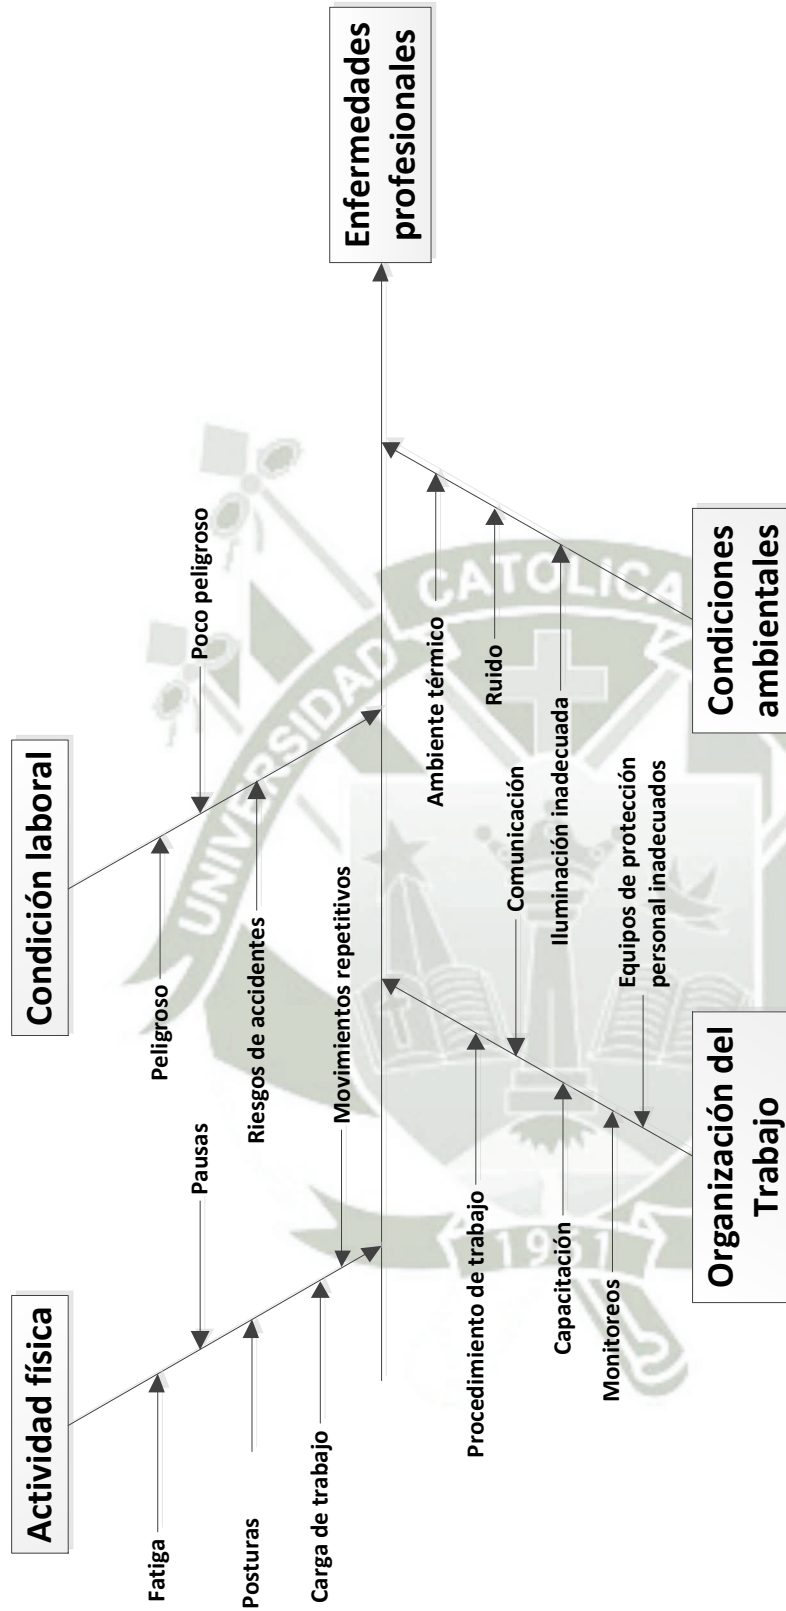 Actividad física
Fatiga
Pausas
Posturas
Carga de trabajo
Movimientos repetitivos
Condición laboral
Peligroso
Poco peligroso
Riesgos de accidentes
Enfermedades
profesionales
Organización del
Trabajo
Procedimiento de trabajo
Comunicación
Capacitación
Monitoreos
Equipos de protección
personal inadecuados
Condiciones
ambientales
Ambiente térmico
Ruido
Iluminación inadecuada
UNIVERSIDAD CATOLICA
1961